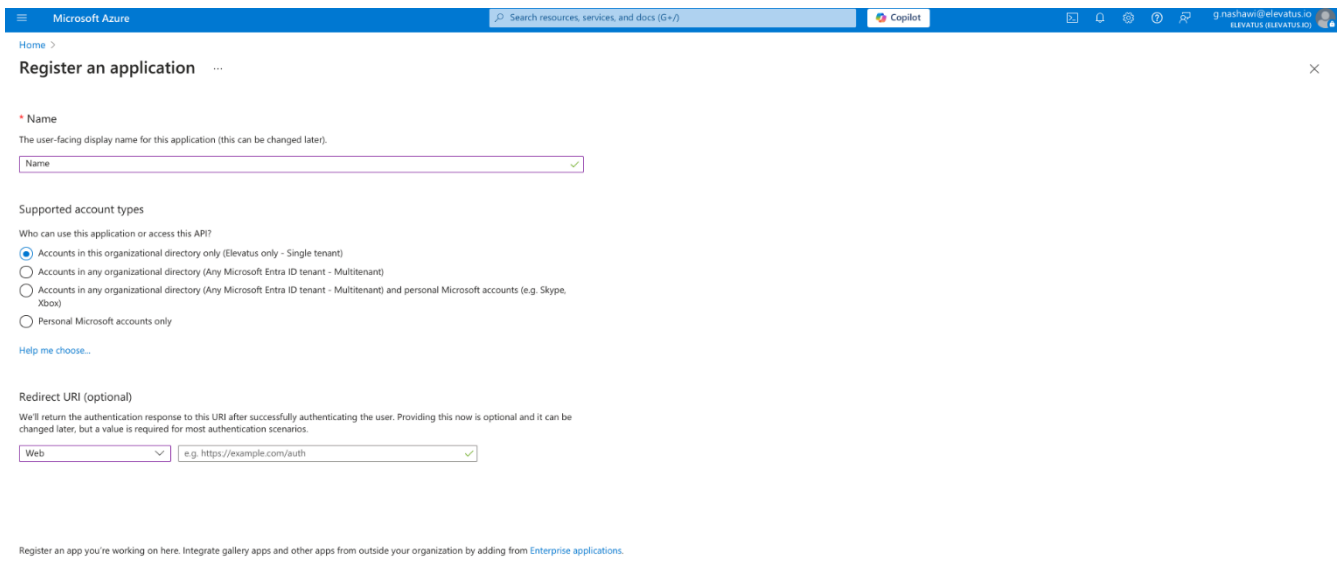 Microsoft Azure
Search resources, services, and docs (G+/)
Copilot
g.nashawi@elevatus.io
ELEVATUS (ELEVATUS.IO)
Home >
Register an application ...
* Name
The user-facing display name for this application (this can be changed later).
Name
Supported account types
Who can use this application or access this API?
Accounts in this organizational directory only (Elevatus only - Single tenant)
Accounts in any organizational directory (Any Microsoft Entra ID tenant - Multitenant)
Accounts in any organizational directory (Any Microsoft Entra ID tenant - Multitenant) and personal Microsoft accounts (e.g. Skype,
Xbox)
Personal Microsoft accounts only
Help me choose...
Redirect URI (optional)
We'll return the authentication response to this URI after successfully authenticating the user. Providing this now is optional and it can be
changed later, but a value is required for most authentication scenarios.
Web
e.g. https://example.com/auth
Register an app you're working on here. Integrate gallery apps and other apps from outside your organization by adding from Enterprise applications.